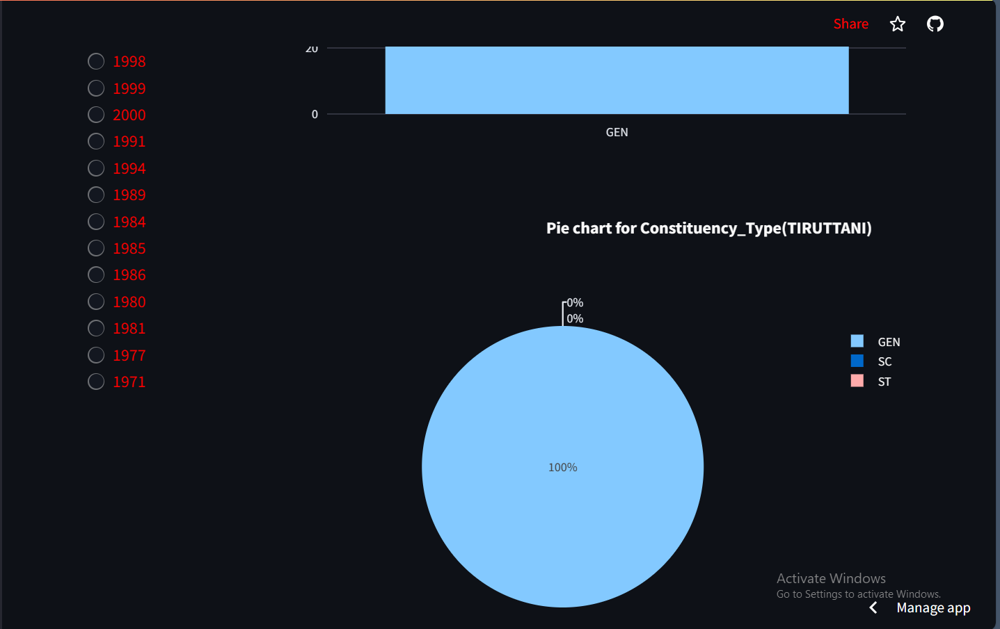 Share
1998
1999
2000
1991
1994
1989
1984
1985
1986
1980
1981
1977
1971
20
0
GEN
Pie chart for Constituency_Type(TIRUTTANI)
0%
0%
100%
GEN
SC
ST
Activate Windows
Go to Settings to activate Windows.
Manage app